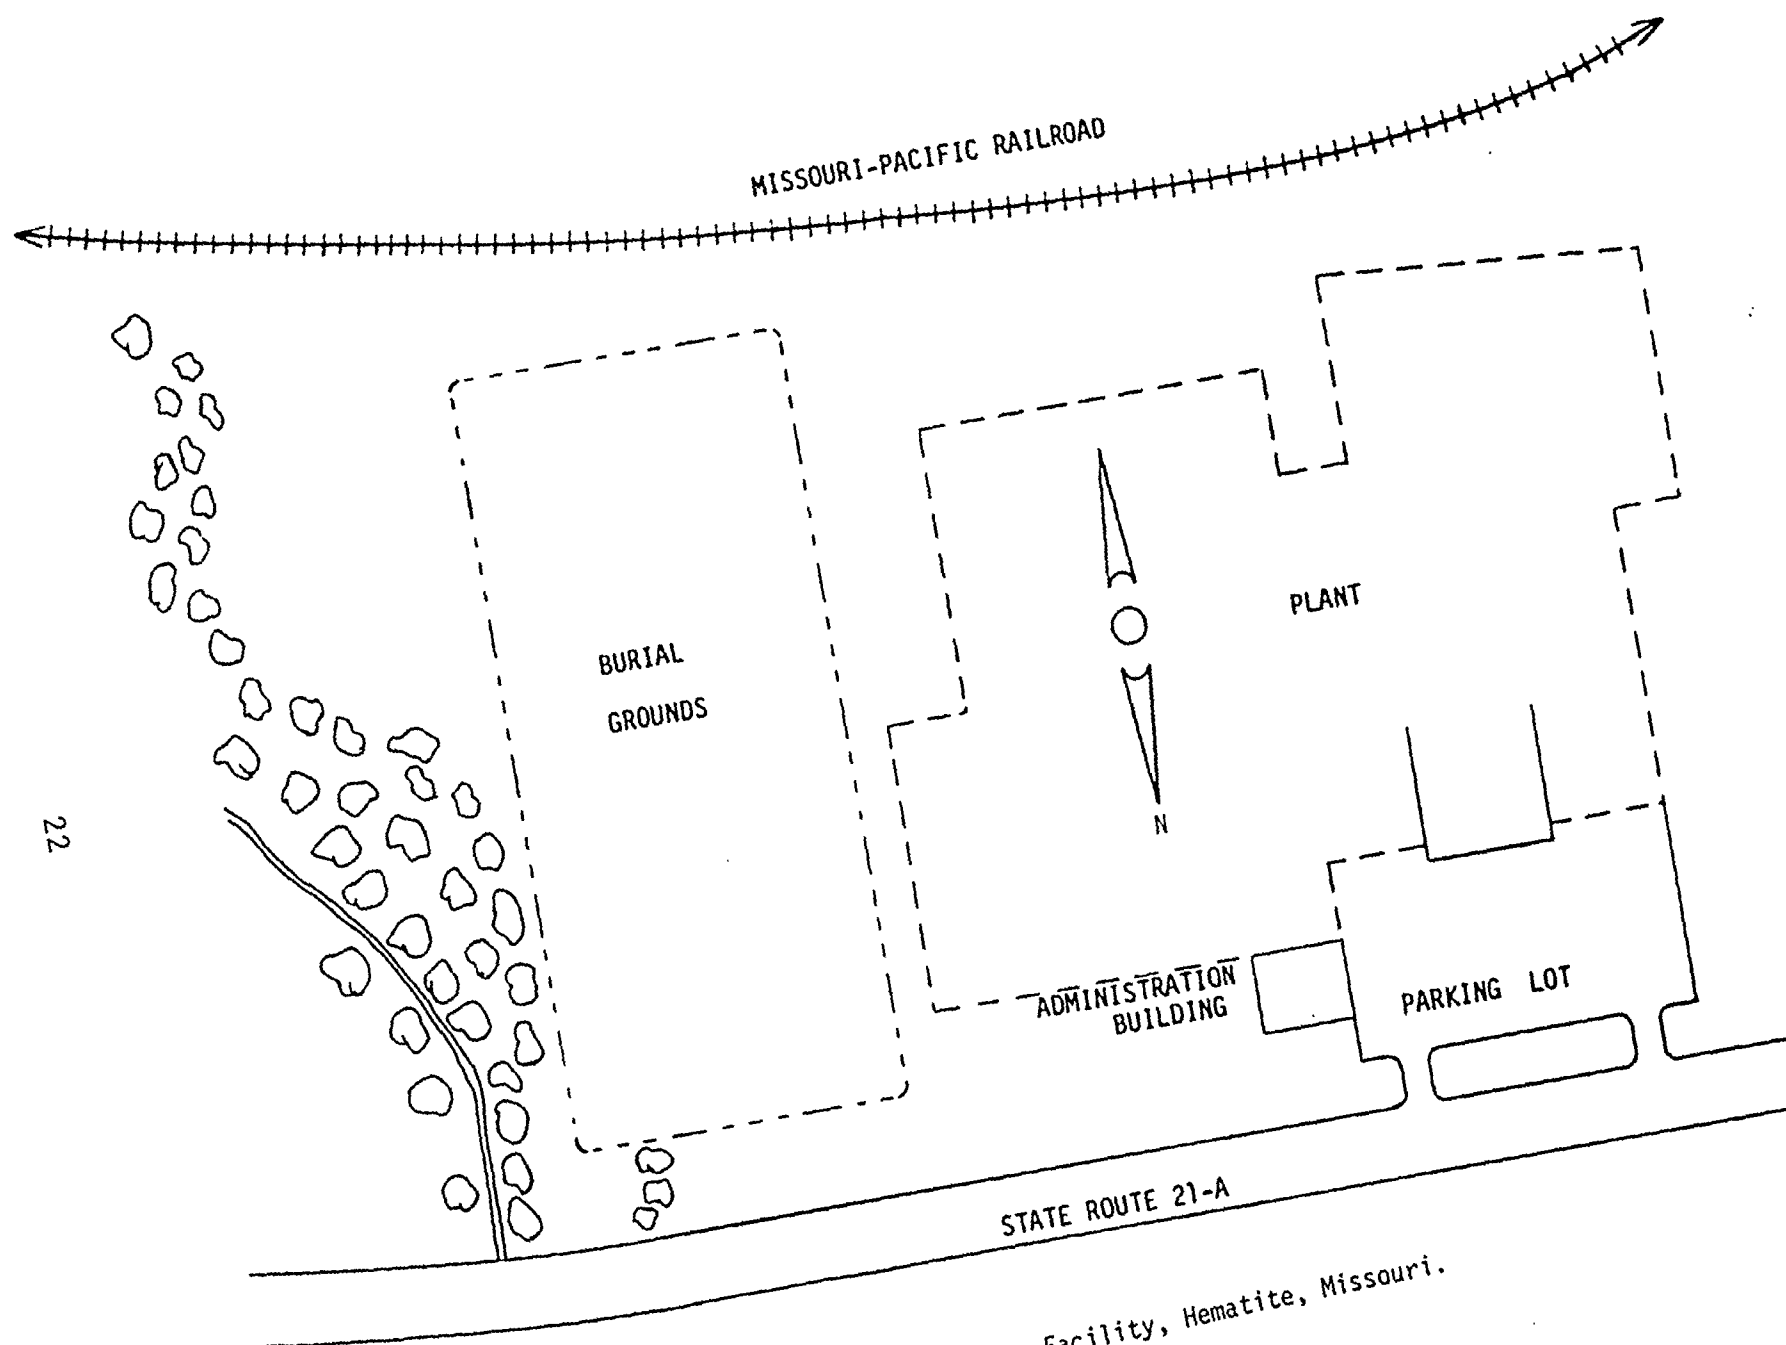 MISSOURI-PACIFIC RAILROAD
BURIAL
GROUNDS
PLANT
N
22
ADMINISTRATION
BUILDING
PARKING LOT
STATE ROUTE 21-A
Facility, Hematite, Missouri.